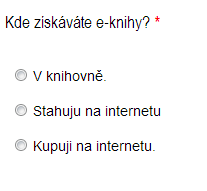 Kde získáváte e-knihy? *
V knihovně.
Stahuju na internetu
Kupuji na internetu.